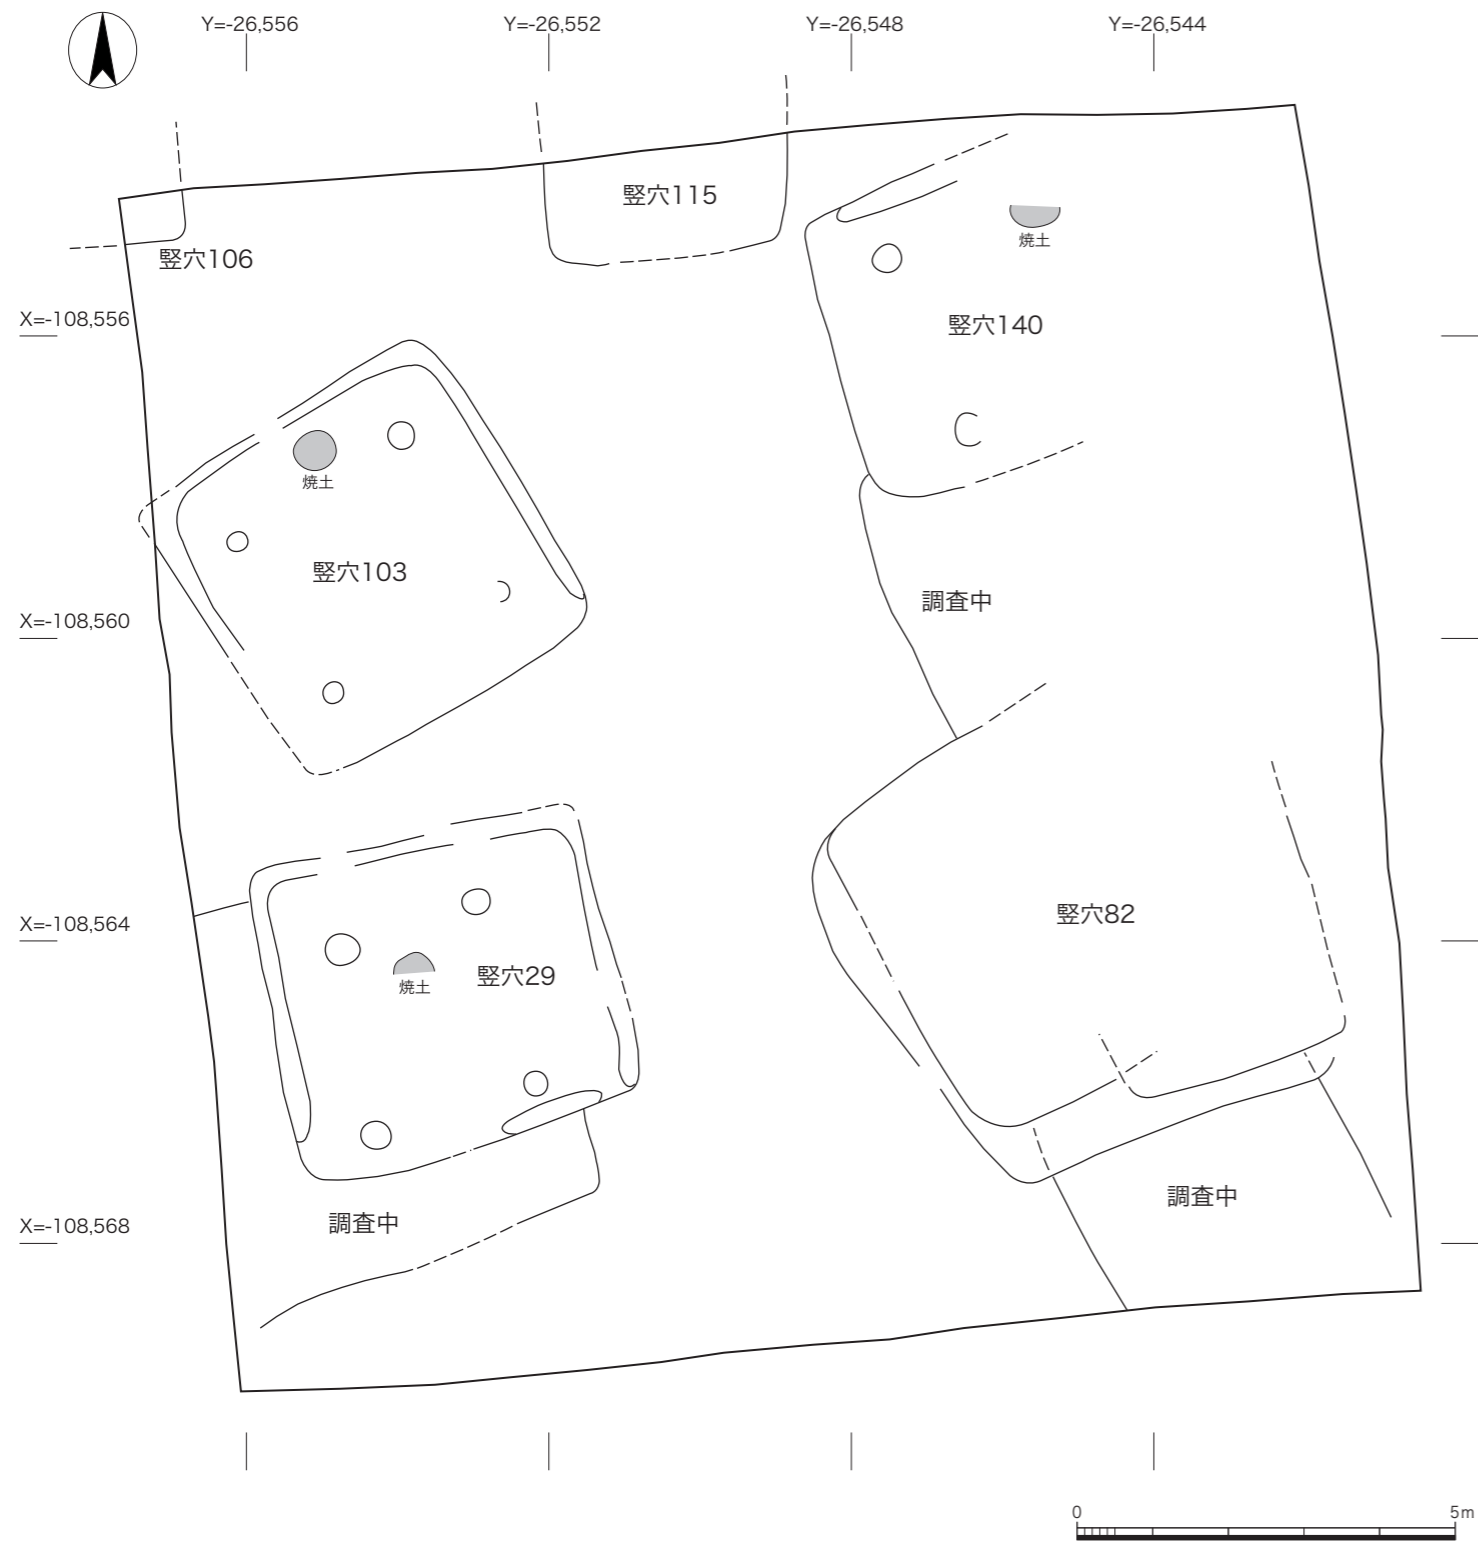 Y=-26,556
Y=-26,552
Y=-26,548
Y=-26,544
竪穴115
竪穴106
焼土
X=-108,556
竪穴140
焼土
竪穴103
調査中
X=-108,560
竪穴82
X=-108,564
竪穴29
焼土
調査中
調査中
X=-108,568
0
5m